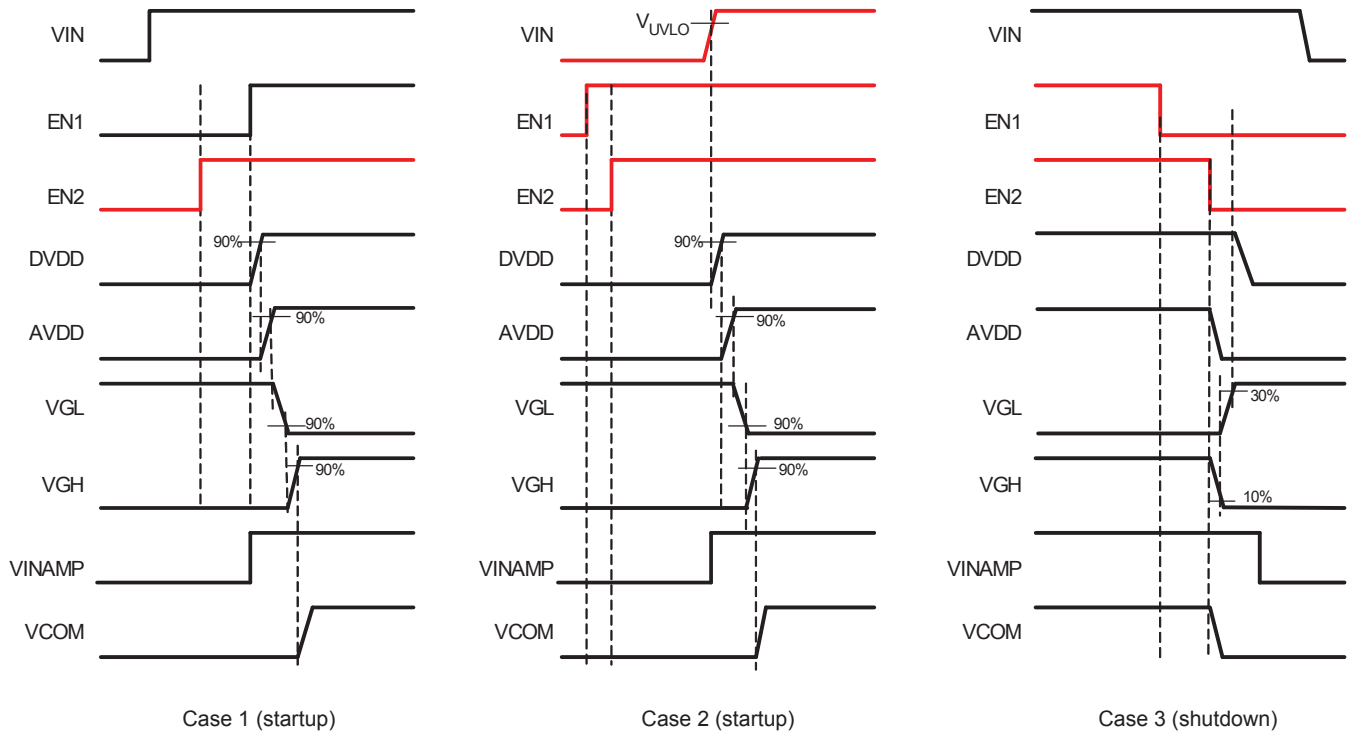 VIN
EN1
EN2
DVDD
90%
AVDD
90%
VGL
90%
VGH
90%
VINAMP
VCOM
Case 1 (startup)
VIN
VUVLO
EN1
EN2
DVDD
90%
AVDD
90%
VGL
90%
VGH
90%
VINAMP
VCOM
Case 2 (startup)
VIN
EN1
EN2
DVDD
AVDD
VGL
30%
VGH
10%
VINAMP
VCOM
Case 3 (shutdown)